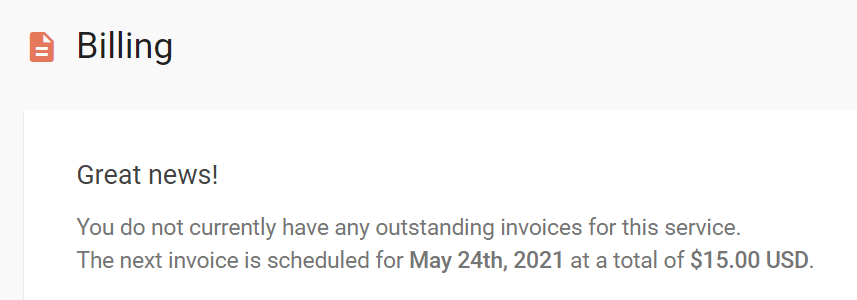 Billing
Great news!
You do not currently have any outstanding invoices for this service.
The next invoice is scheduled for May 24th, 2021 at a total of $15.00 USD.